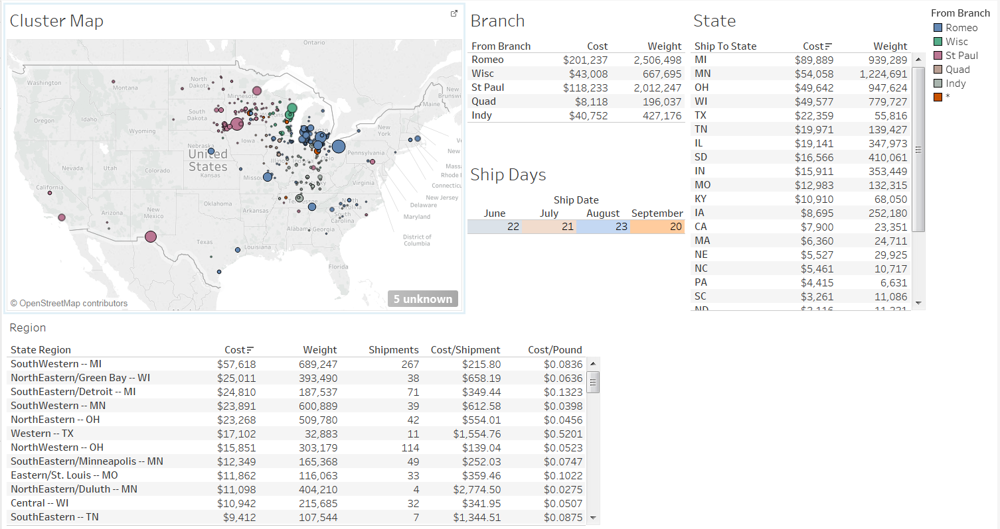 Cluster Map
Ontario
Washington
Montana
North
Dakota
Minnesota
New
Brunswi
Maine
Oregon
Idaho
South
Dakota
Wyoming
New
York
Iowa
Nebraska
United
States
Pennsylvania
Nevada
Utah
Colorado
Kansas
Illinois
Indiana
Ohio
New
Massa
Rhode I
Connecticu
California
Virginia
New Jersey
Delaware
Maryland
Oklahoma
Arkansas
Arizona
New
Mexico
North
Carolina
South
Carolina
Alabama
Georgia
District of
Columbia
Texas
Louisiana
Florida
5 unknown
© OpenStreetMap contributors
Branch
From Branch Cost Weight
Romeo $201,237 2,506,498
Wisc $43,008 667,695
St Paul $118,233 2,012,247
Quad $8,118 196,037
Indy $40,752 427,176
Ship Days
Ship Date
June July August September
22 21 23 20
State
Ship To State Cost Weight
MI $89,889 939,289
MN $54,058 1,224,691
OH $49,642 947,624
WI $49,577 779,727
TX $22,359 55,816
TN $19,971 139,427
IL $19,141 347,973
SD $16,566 410,061
IN $15,911 353,449
MO $12,983 132,315
KY $10,910 68,050
IA $8,695 252,180
CA $7,900 23,351
MA $6,360 24,711
NE $5,527 29,925
NC $5,461 10,717
PA $4,415 6,631
SC $3,261 11,086
From Branch
Romeo
Wisc
St Paul
Quad
Indy
*
Region
State Region Cost Weight Shipments Cost/Shipment Cost/Pound
SouthWestern -- MI $57,618 689,247 267 $215.80 $0.0836
NorthEastern/Green Bay -- WI $25,011 393,490 38 $658.19 $0.0636
SouthEastern/Detroit -- MI $24,810 187,537 71 $349.44 $0.1323
SouthWestern -- MN $23,891 600,889 39 $612.58 $0.0398
NorthEastern -- OH $23,268 509,780 42 $554.01 $0.0456
Western -- TX $17,102 32,883 11 $1,554.76 $0.5201
NorthWestern -- OH $15,851 303,179 114 $139.04 $0.0523
SouthEastern/Minneapolis -- MN $12,349 165,368 49 $252.03 $0.0747
Eastern/St. Louis -- MO $11,862 116,063 33 $359.46 $0.1022
NorthEastern/Duluth -- MN $11,098 404,210 4 $2,774.50 $0.0275
Central -- WI $10,942 215,685 32 $341.95 $0.0507
SouthEastern -- TN $9,412 107,544 7 $1,344.51 $0.0875